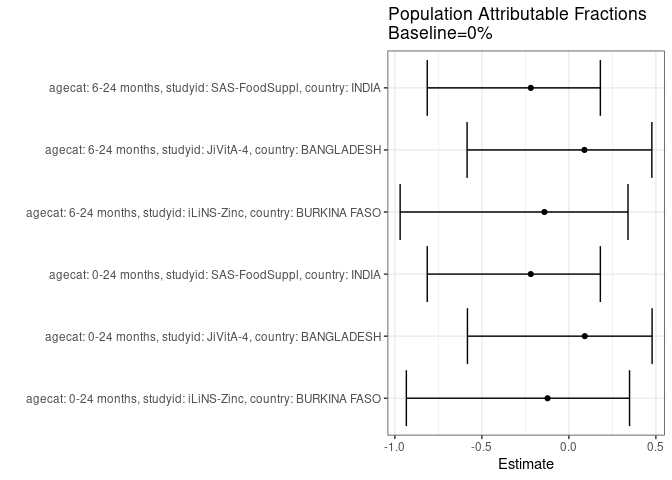 Population Attributable Fractions
Baseline=0%
agecat: 6-24 months, studyid: SAS-FoodSuppl, country: INDIA
agecat: 6-24 months, studyid: JiVitA-4, country: BANGLADESH
agecat: 6-24 months, studyid: iLiNS-Zinc, country: BURKINA FASO
agecat: 0-24 months, studyid: SAS-FoodSuppl, country: INDIA
agecat: 0-24 months, studyid: JiVitA-4, country: BANGLADESH
agecat: 0-24 months, studyid: iLiNS-Zinc, country: BURKINA FASO
-1.0 -0.5 0.0 0.5
Estimate